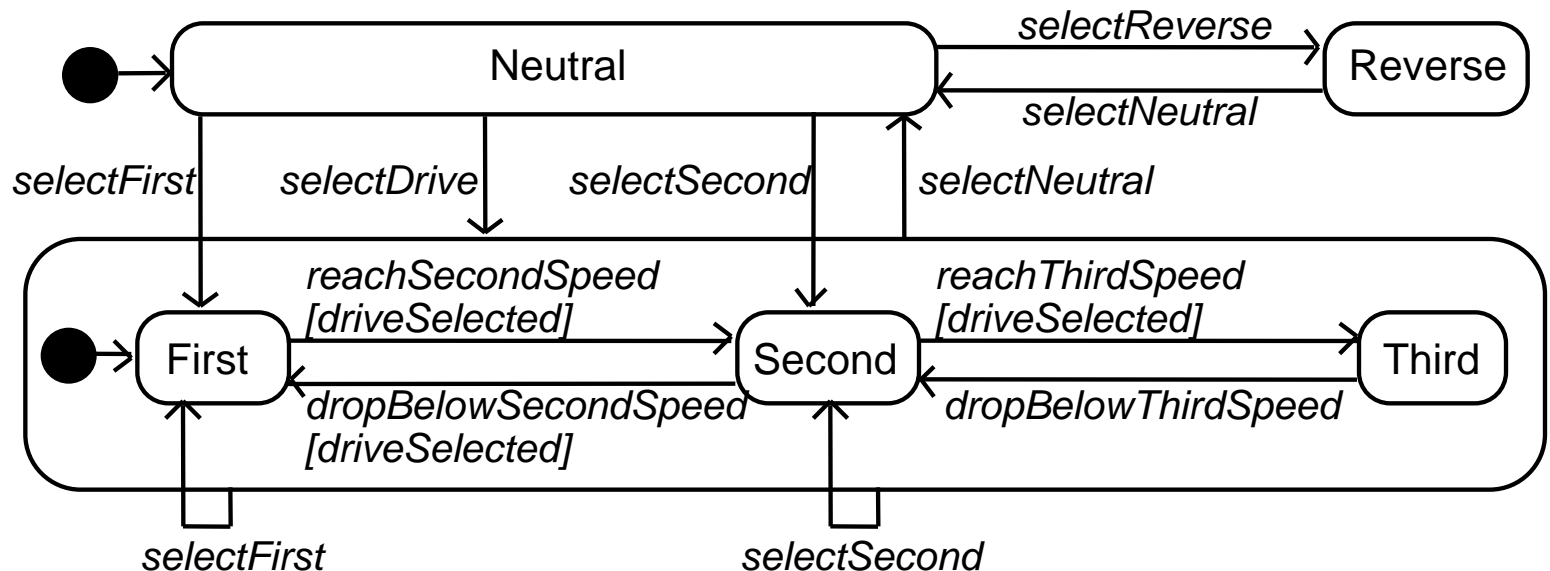 selectReverse
Neutral
Reverse
selectNeutral
selectFirst
selectDrive
selectSecond
selectNeutral
reachSecondSpeed
[driveSelected]
reachThirdSpeed
[driveSelected]
First
Second
Third
dropBelowSecondSpeed
[driveSelected]
dropBelowThirdSpeed
selectFirst
selectSecond